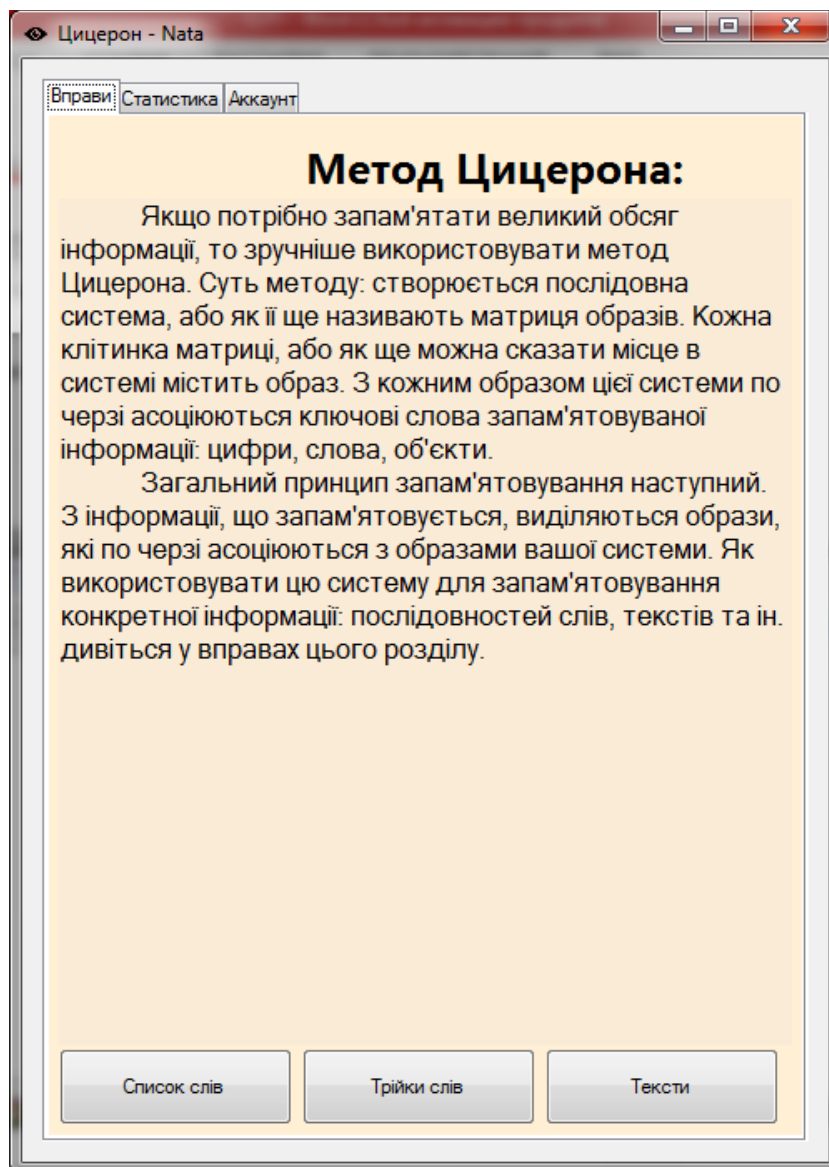 Цицерон - Nata
Вправи Статистика Аккаунт
Метод Цицерона:
Якщо потрібно запам'ятати великий обсяг
інформації, то зручніше використовувати метод
Цицерона. Суть методу: створюється послідовна
система, або як її ще називають матриця образів. Кожна
клітинка матриці, або як ще можна сказати місце в
системі містить образ. З кожним образом цієї системи по
черзі асоціюються ключові слова запам'ятовуваної
інформації: цифри, слова, об'єкти.
Загальний принцип запам'ятовування наступний.
З інформації, що запам'ятовується, виділяються образи,
які по черзі асоціюються з образами вашої системи. Як
використовувати цю систему для запам'ятовування
конкретної інформації: послідовностей слів, текстів та ін.
дивіться у вправах цього розділу.
Список слів Трійки слів Тексти